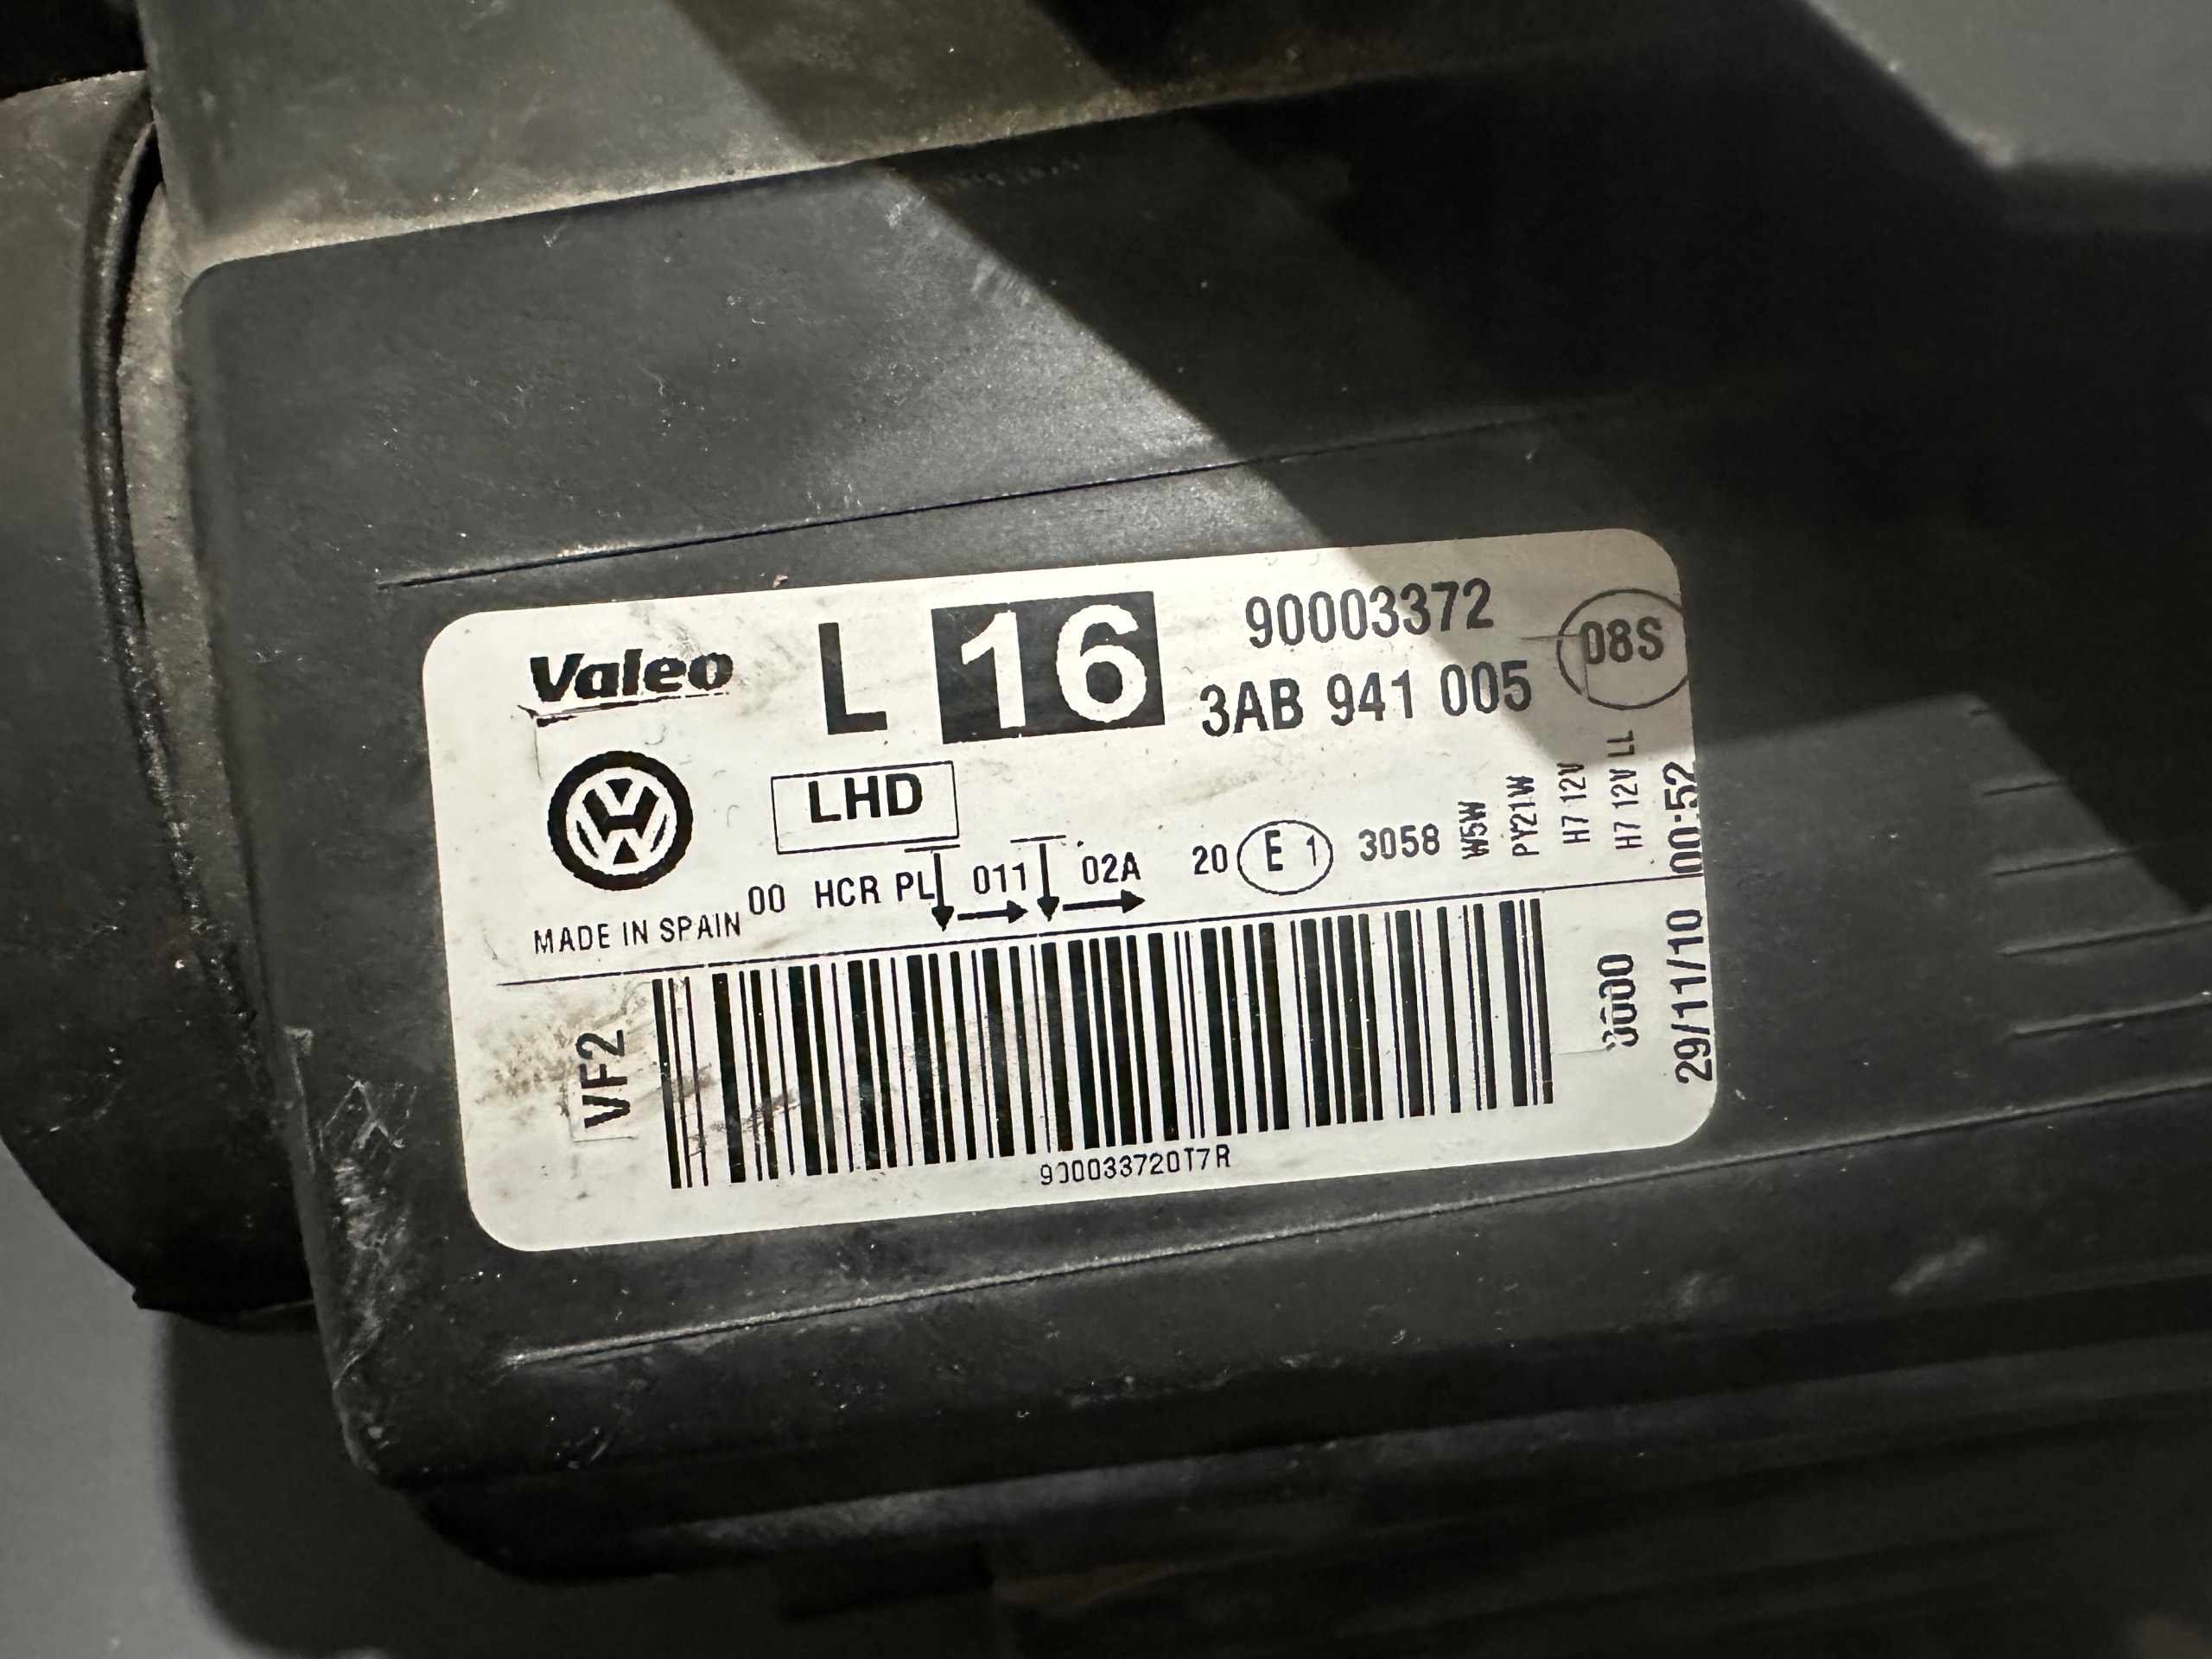 Valeo L 16 90003372 08S
3AB 941 005
LHD
00 HCR PL 011 02A 20 E 1 3058
W5W
PY21W
H7 12V
H7 12V LL
MADE IN SPAIN
VF2
29/11/10 00:52
900033720T7R